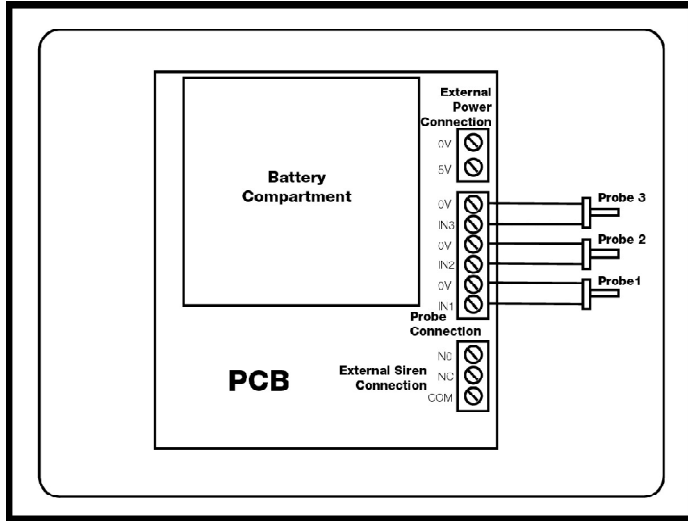 External
Power
Connection
0V
5V
Battery
Compartment
0V
Probe 3
IN3
0V
Probe 2
IN2
0V
Probe1
IN1
Probe
Connection
NO
External Siren
Connection
NC
COM
PCB